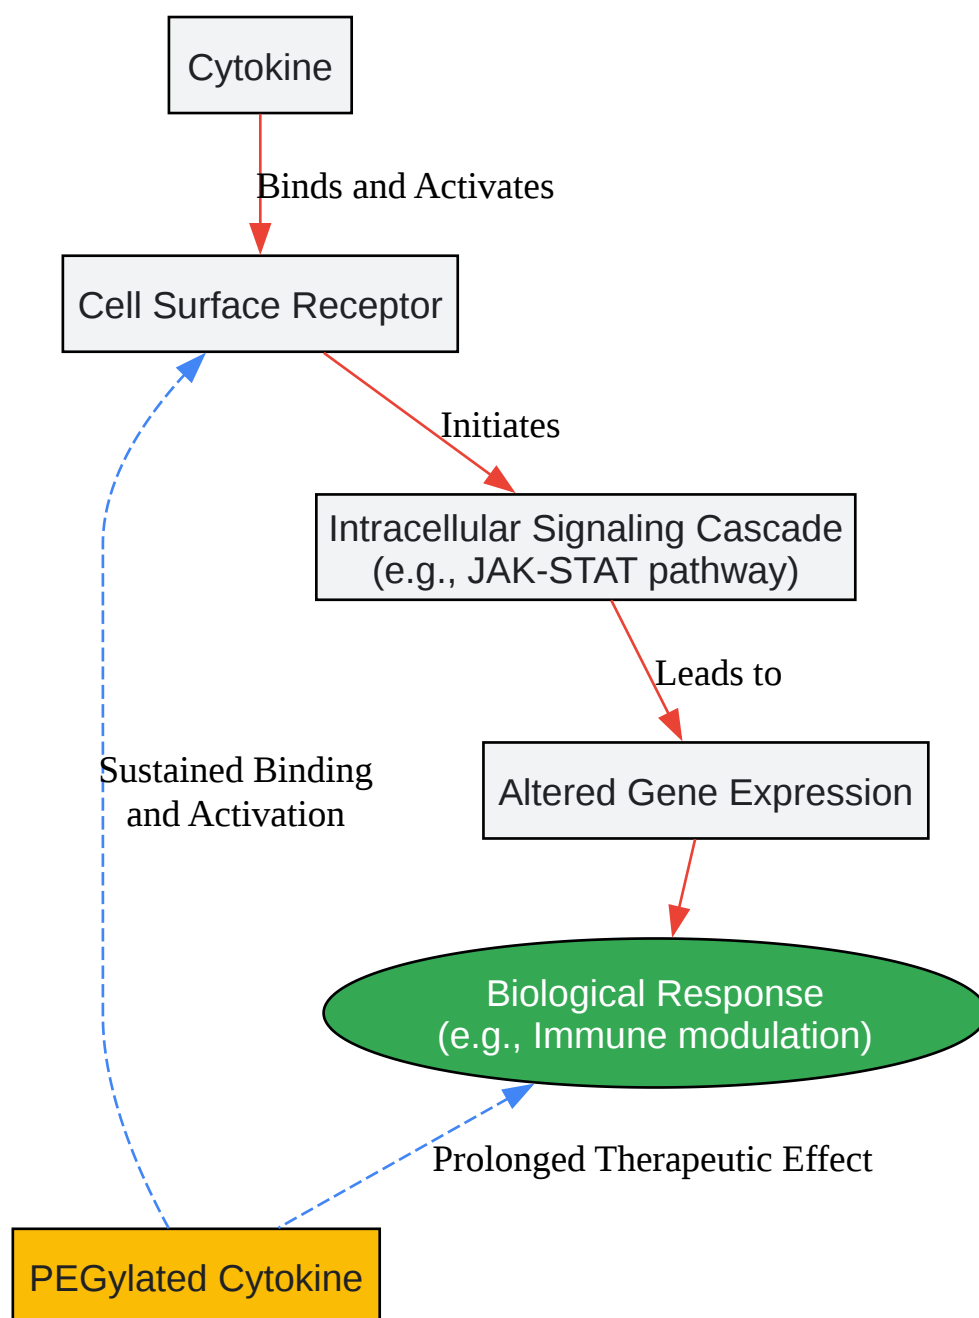 Cytokine
Binds and Activates
Cell Surface Receptor
Initiates
Intracellular Signaling Cascade
(e.g., JAK-STAT pathway)
Leads to
Sustained Binding
and Activation
Altered Gene Expression
Biological Response
(e.g., Immune modulation)
Prolonged Therapeutic Effect
PEGylated Cytokine